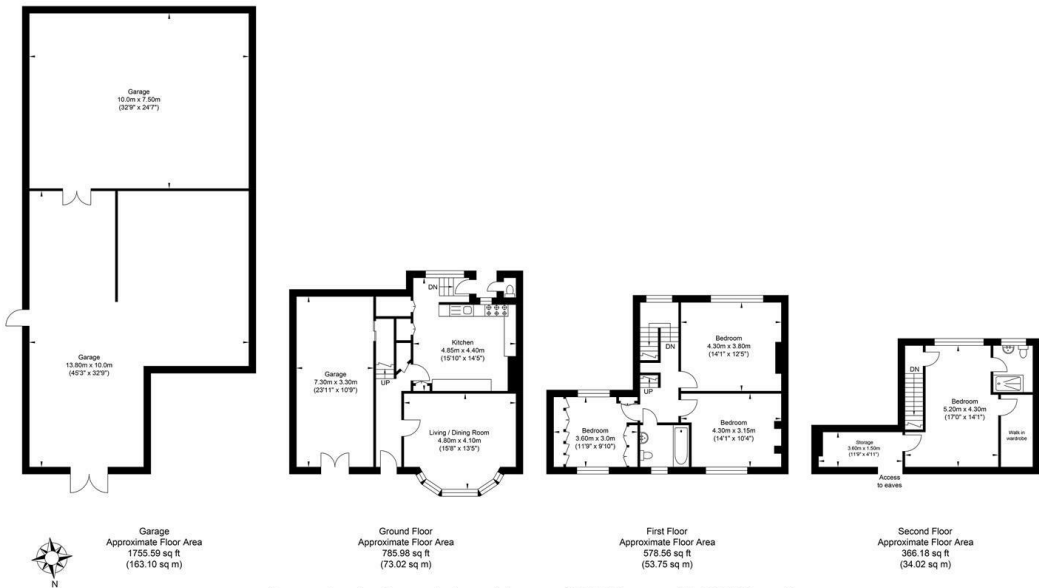 Garage
10.0m x 7.50m
(32'9" x 24'7")
Garage
13.80m x 10.0m
(45'3" x 32'9")
Garage
7.30m x 3.30m
(23'11" x 10'9")
UP
DN
Kitchen
4.85m x 4.40m
(15'10" x 14'5")
Living / Dining Room
4.80m x 4.10m
(15'8" x 13'5")
DN
Bedroom
4.30m x 3.80m
(14'1" x 12'5")
UP
Bedroom
3.60m x 3.0m
(11'9" x 9'10")
Bedroom
4.30m x 3.15m
(14'1" x 10'4")
DN
Bedroom
5.20m x 4.30m
(17'0" x 14'1")
Walk in
wardrobe
Storage
3.60m x 1.50m
(11'9" x 4'11")
Access
to eaves
Garage
Approximate Floor Area
1755.59 sq ft
(163.10 sq m)
Ground Floor
Approximate Floor Area
785.98 sq ft
(73.02 sq m)
First Floor
Approximate Floor Area
578.56 sq ft
(53.75 sq m)
Second Floor
Approximate Floor Area
366.18 sq ft
(34.02 sq m)
N